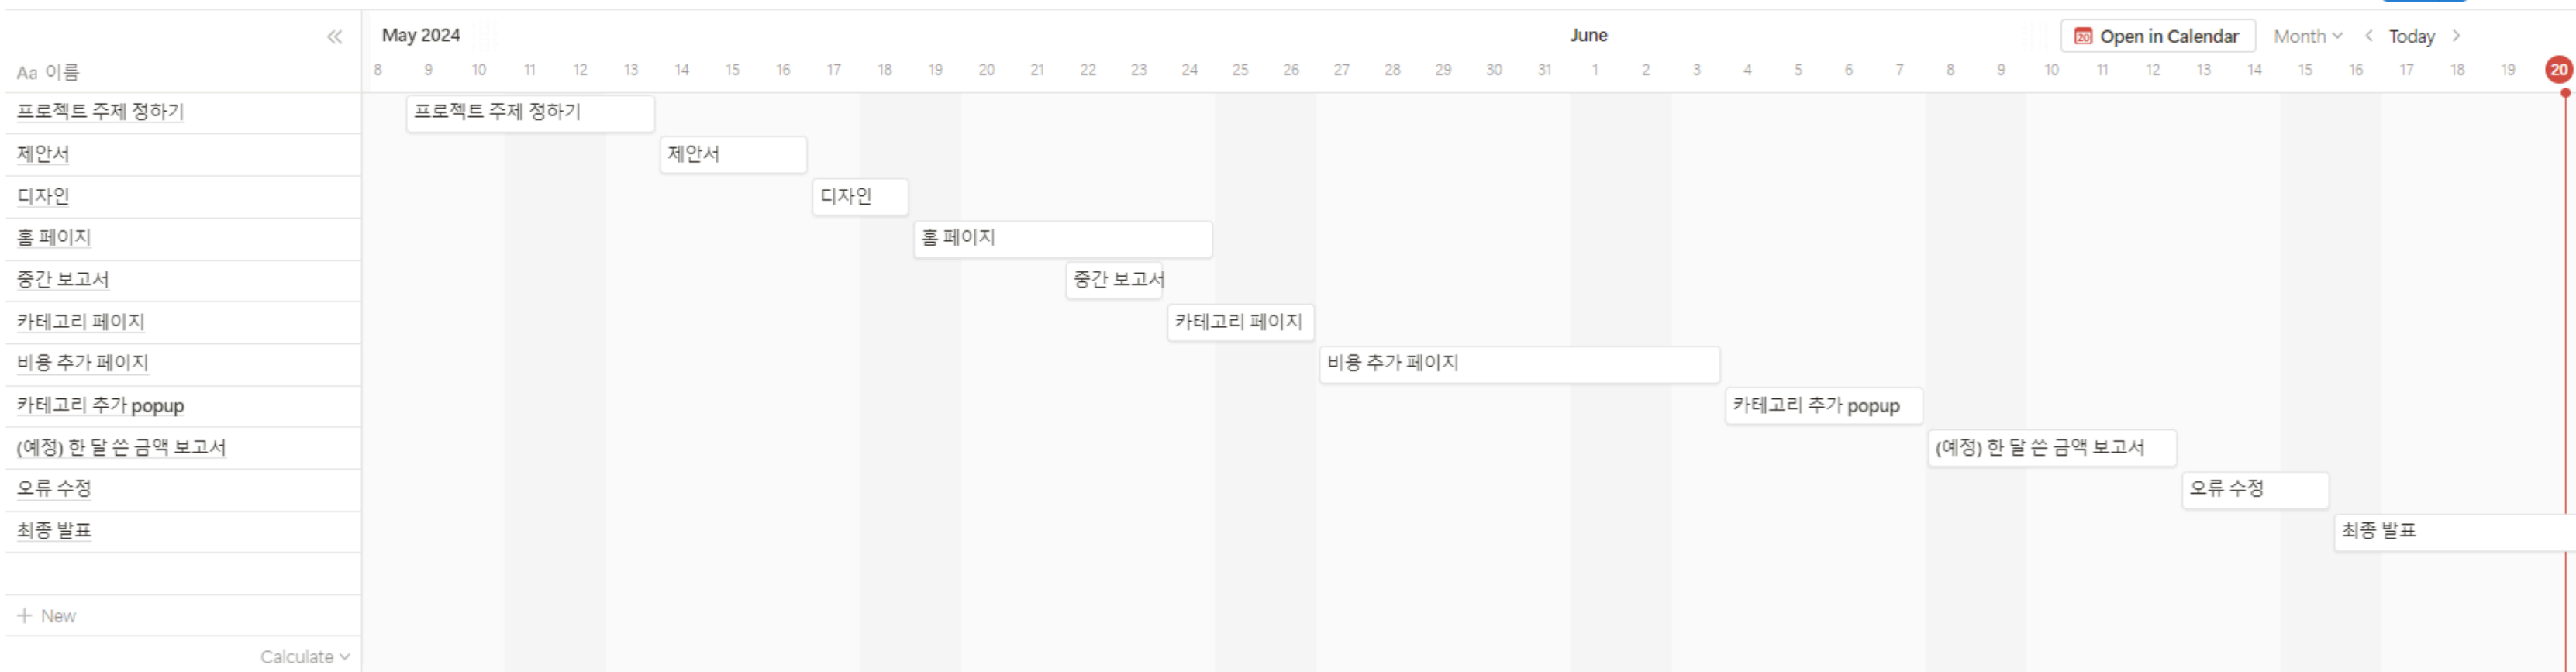 May 2024
June
20 Open in Calendar
Month
Today
Aa 이름
8 9 10 11 12 13 14 15 16 17 18 19 20 21 22 23 24 25 26 27 28 29 30 31 1 2 3 4 5 6 7 8 9 10 11 12 13 14 15 16 17 18 19 20
프로젝트 주제 정하기 프로젝트 주제 정하기
제안서 제안서
디자인 디자인
홈 페이지 홈 페이지
중간 보고서 중간 보고서
카테고리 페이지 카테고리 페이지
비용 추가 페이지 비용 추가 페이지
카테고리 추가 popup 카테고리 추가 popup
(예정) 한 달 쓴 금액 보고서 (예정) 한 달 쓴 금액 보고서
오류 수정 오류 수정
최종 발표 최종 발표
+ New
Calculate